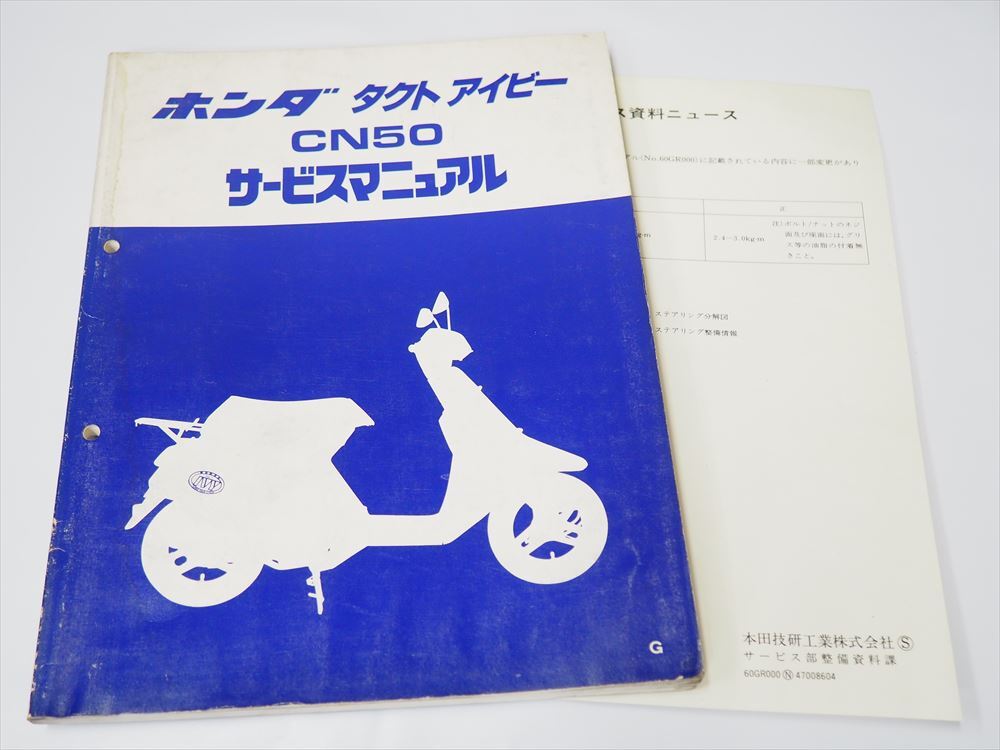 ホンダ タクト アイビー
CN50
サービスマニュアル
G
ス資料ニュース
アル(No.60GR000)に記載されている内容に一部変更があり
正
kg-m
2.4－3.0kg-m
注)ボルト/ナットのネジ
面及び座面には、グリ
ス等の油脂の付着無
きこと。
ステアリング分解図
ステアリング整備情報
本田技研工業株式会社Ⓢ
サービス部整備資料課
60GR000 Ⓝ 47008604